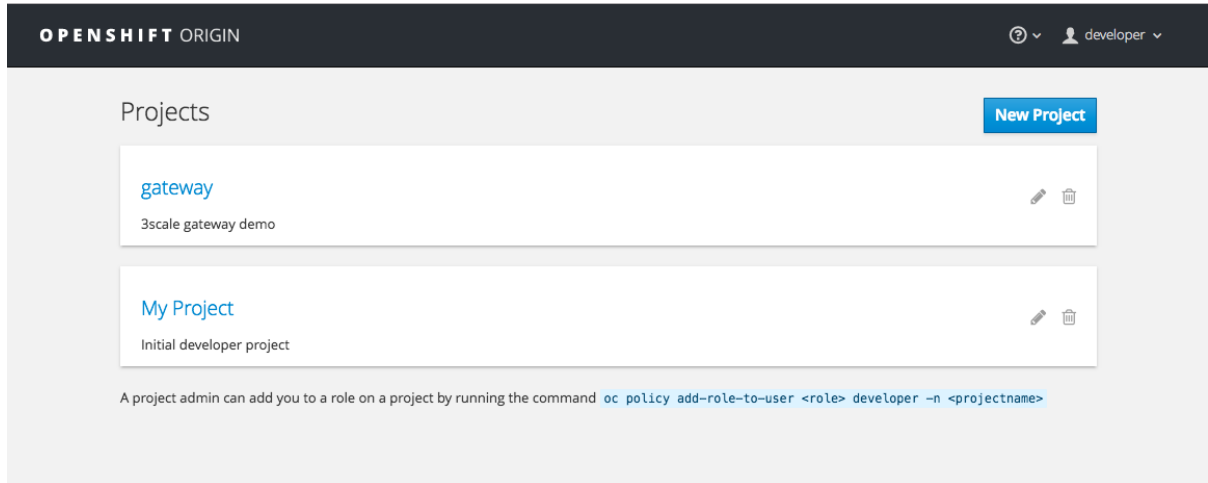 OPENSHIFT ORIGIN
developer
Projects
New Project
gateway
3scale gateway demo
My Project
Initial developer project
A project admin can add you to a role on a project by running the command oc policy add-role-to-user <role> developer -n <projectname>